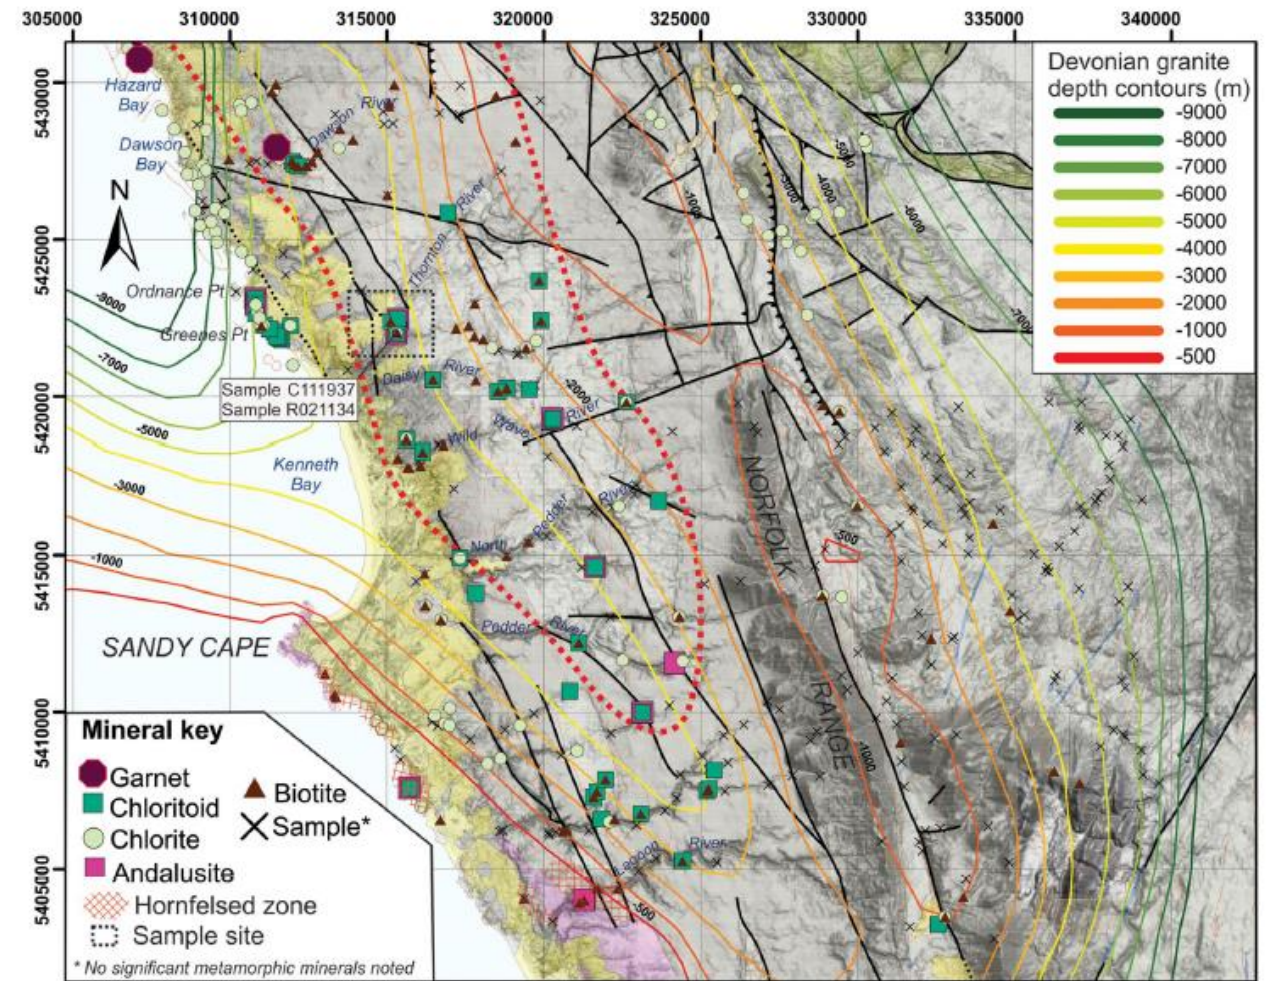 305000 310000 315000 320000 325000 330000 335000 340000
5430000
5425000
5420000
5415000
5410000
5405000
Devonian granite
depth contours (m)
-9000
-8000
-7000
-6000
-5000
-4000
-3000
-2000
-1000
-500
Hazard
Bay
Dawson
Bay
Dawson River
N
Thornton River
Ordnance Pt
Greenes Pt
-9000
-7000
-5000
-3000
-1000
Sample C111937
Sample R021134
Daisy River
Wild Wave River
Kenneth
Bay
North Pedder River
Pedder River
Lagoon River
SANDY CAPE
NORFOLK
RANGE
-1000
-3000
-4000
-5000
-6000
-7000
-2000
-500
-1000
-500
Mineral key
Garnet
Chloritoid
Chlorite
Andalusite
Biotite
Sample*
Hornfelsed zone
Sample site
* No significant metamorphic minerals noted